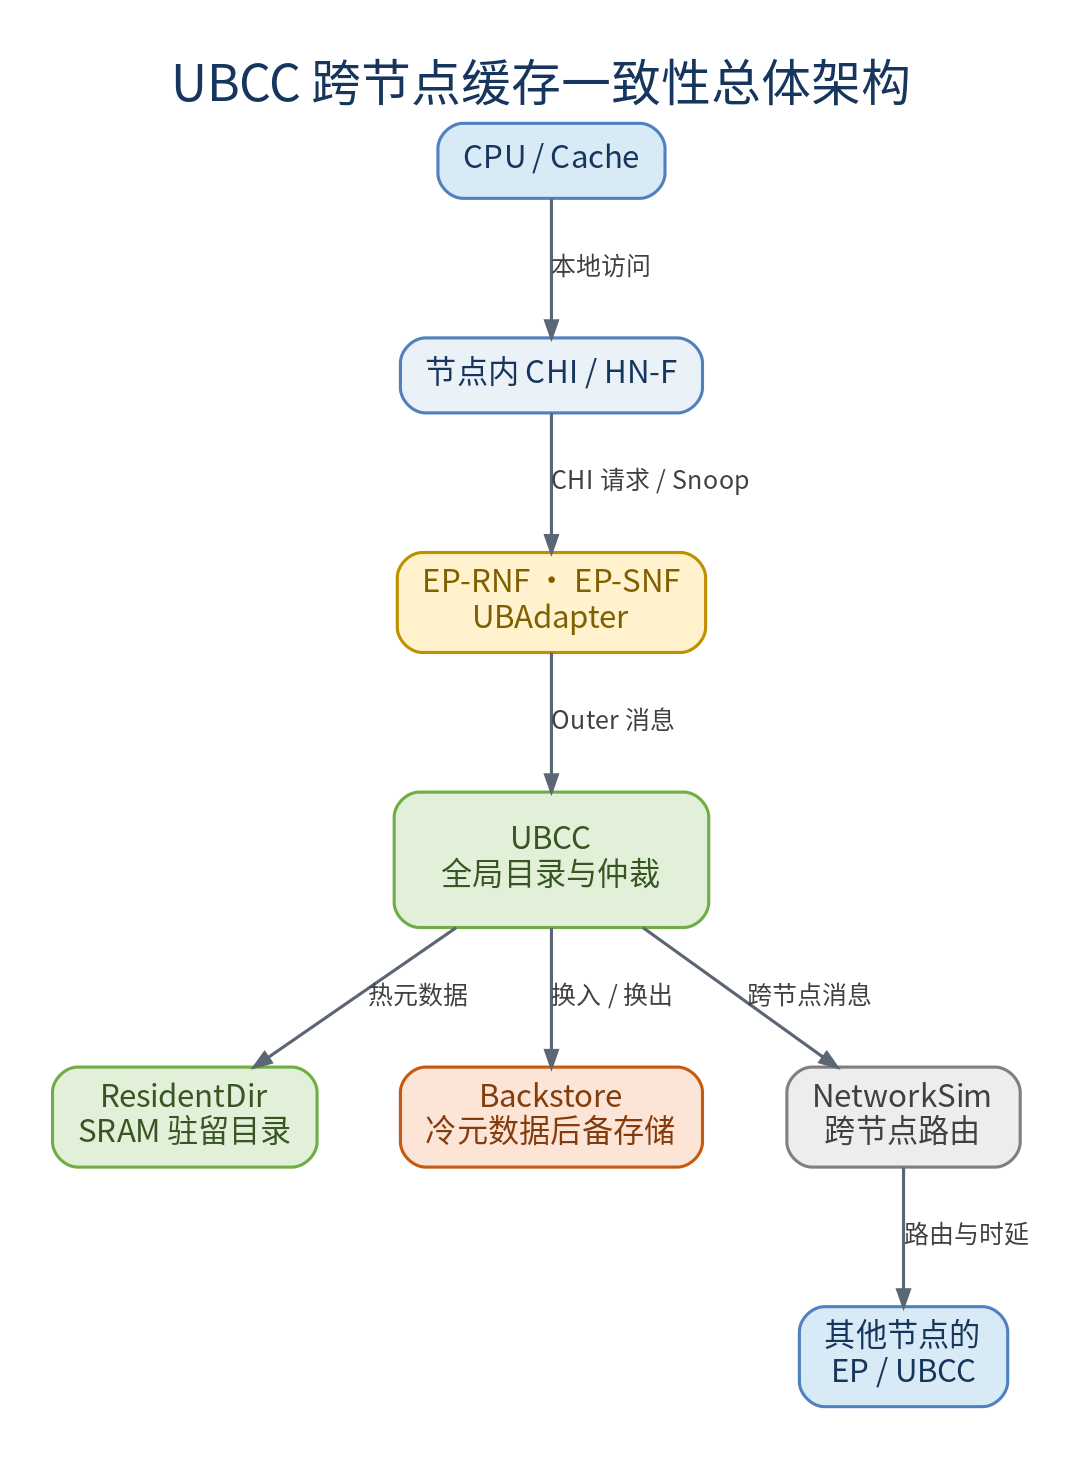 UBCC 跨节点缓存一致性总体架构
CPU / Cache
本地访问
节点内 CHI / HN-F
CHI 请求 / Snoop
EP-RNF · EP-SNF
UBAdapter
Outer 消息
UBCC
全局目录与仲裁
热元数据
换入 / 换出
跨节点消息
ResidentDir
SRAM 驻留目录
Backstore
冷元数据后备存储
NetworkSim
跨节点路由
路由与时延
其他节点的
EP / UBCC